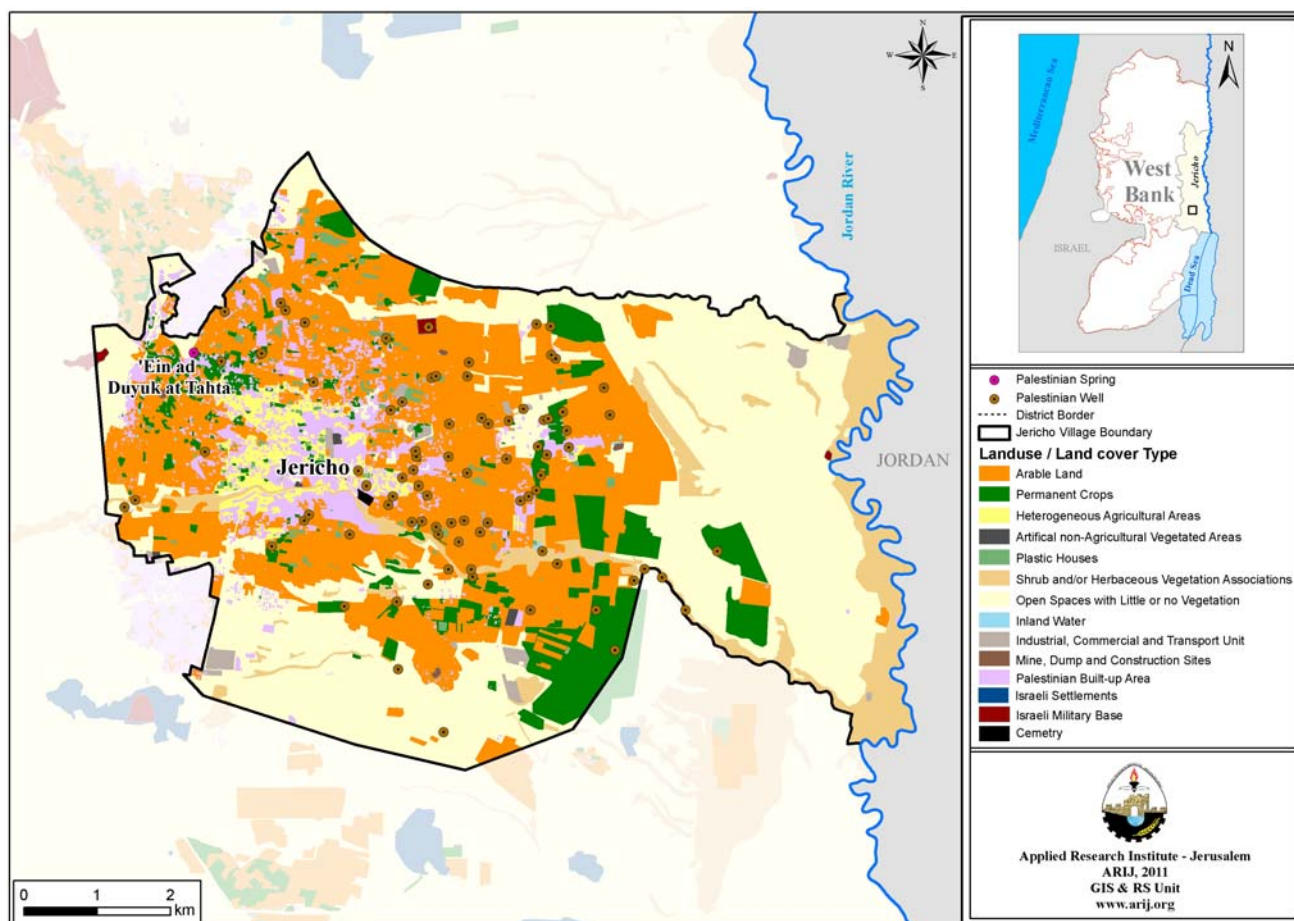 N
W
E
S
Jordan River
'Ein ad
Duyuk at Tahta
Jericho
JORDAN
0
1
2
km
N
Mediterranean Sea
West
Bank
Jericho
ISRAEL
Dead Sea
Palestinian Spring
Palestinian Well
District Border
Jericho Village Boundary
Landuse / Land cover Type
Arable Land
Permanent Crops
Heterogeneous Agricultural Areas
Artifical non-Agricultural Vegetated Areas
Plastic Houses
Shrub and/or Herbaceous Vegetation Associations
Open Spaces with Little or no Vegetation
Inland Water
Industrial, Commercial and Transport Unit
Mine, Dump and Construction Sites
Palestinian Built-up Area
Israeli Settlements
Israeli Military Base
Cemetry
Applied Research Institute - Jerusalem
ARIJ, 2011
GIS & RS Unit
www.arij.org